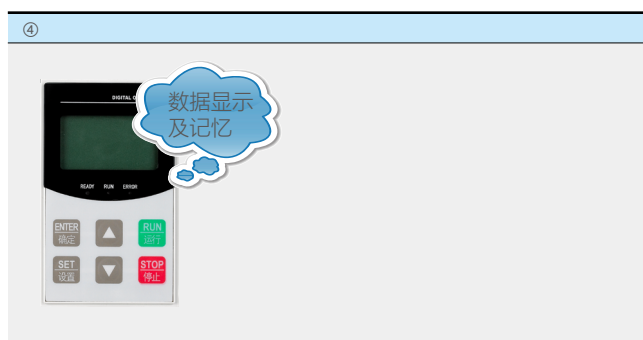 ④
DIGITAL
数据显示
及记忆
READY RUN ERROR
ENTER
确定
RUN
运行
SET
设置
STOP
停止